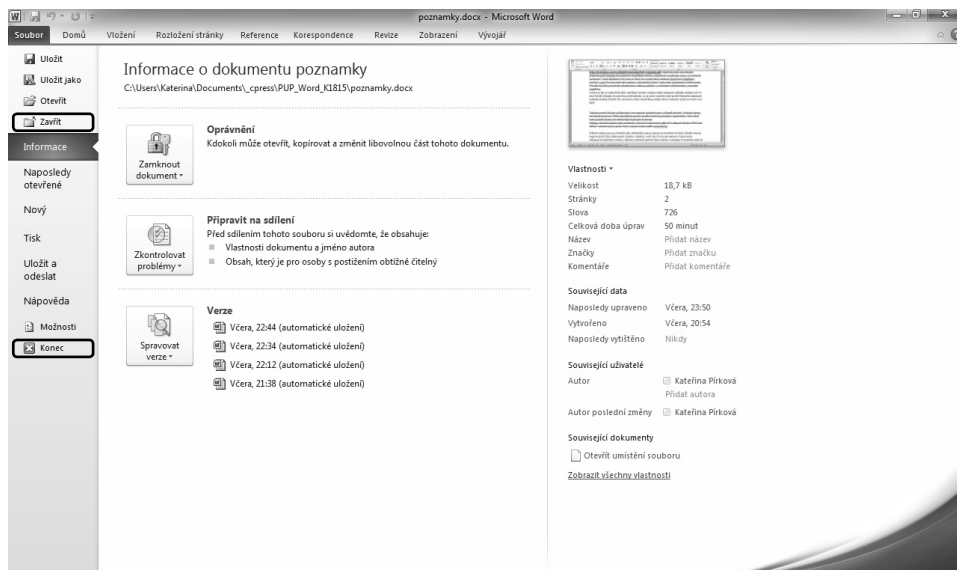 poznamky.docx - Microsoft Word
Soubor Domů Vložení Rozložení stránky Reference Korespondence Revize Zobrazení Vývojář
Uložit
Uložit jako
Otevřít
Zavřít
Informace
Naposledy
otevřené
Nový
Tisk
Uložit a
odeslat
Nápověda
Možnosti
Konec
Informace o dokumentu poznamky
C:\Users\Katerina\Documents\_cpress\PUP_Word_K1815\poznamky.docx
Zamknout
dokument
Oprávnění
Kdokoli může otevřít, kopírovat a změnit libovolnou část tohoto dokumentu.
Zkontrolovat
problémy
Připravit na sdílení
Před sdílením tohoto souboru si uvědomte, že obsahuje:
Vlastnosti dokumentu a jméno autora
Obsah, který je pro osoby s postižením obtížné čitelný
Spravovat
verze
Verze
Včera, 22:44 (automatické uložení)
Včera, 22:34 (automatické uložení)
Včera, 22:12 (automatické uložení)
Včera, 21:38 (automatické uložení)
Vlastnosti
Velikost 18,7 kB
Stránky 2
Slova 726
Celková doba úprav 50 minut
Název Přidat název
Značky Přidat značku
Komentáře Přidat komentáře
Související data
Naposledy upraveno Včera, 23:50
Vytvořeno Včera, 20:54
Naposledy vytištěno Nikdy
Související uživatelé
Autor Kateřina Pírková
Přidat autora
Autor poslední změny Kateřina Pírková
Související dokumenty
Otevřít umístění souboru
Zobrazit všechny vlastnosti